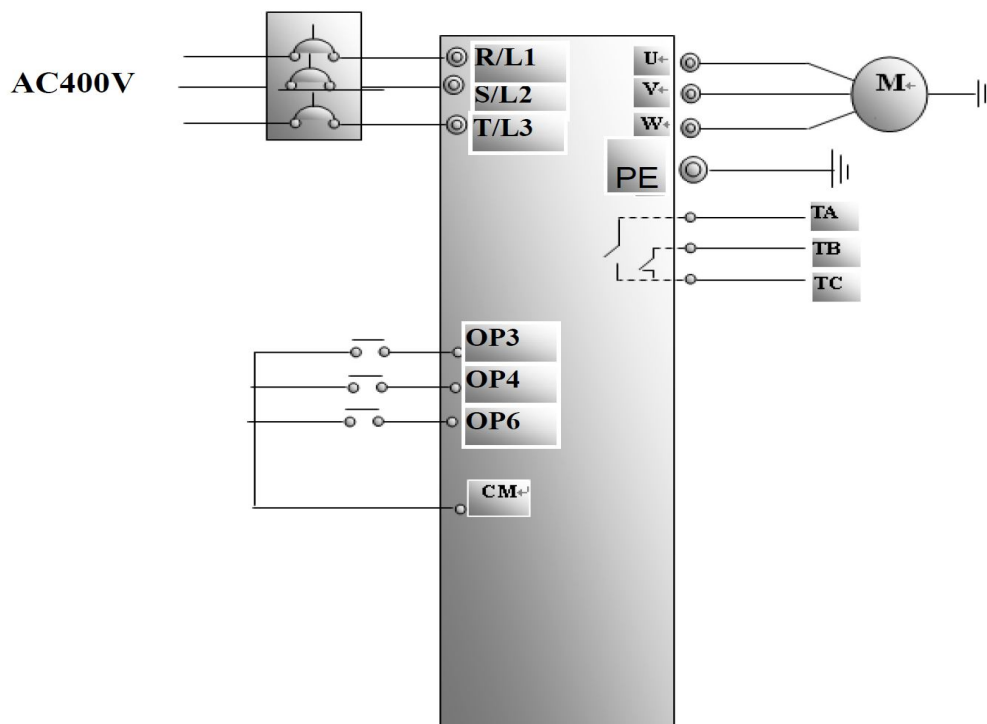 AC400V
R/L1
S/L2
T/L3
U
V
W
PE
M
TA
TB
TC
OP3
OP4
OP6
CM